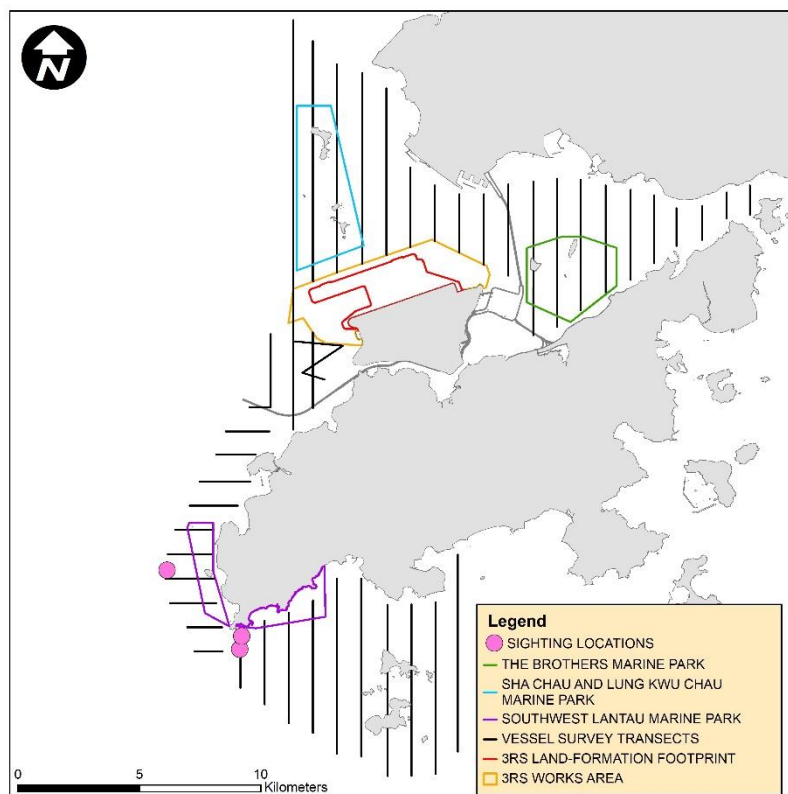 N
Legend
SIGHTING LOCATIONS
THE BROTHERS MARINE PARK
SHA CHAU AND LUNG KWU CHAU
MARINE PARK
SOUTHWEST LANTAU MARINE PARK
VESSEL SURVEY TRANSECTS
3RS LAND-FORMATION FOOTPRINT
3RS WORKS AREA
0 5 10
Kilometers